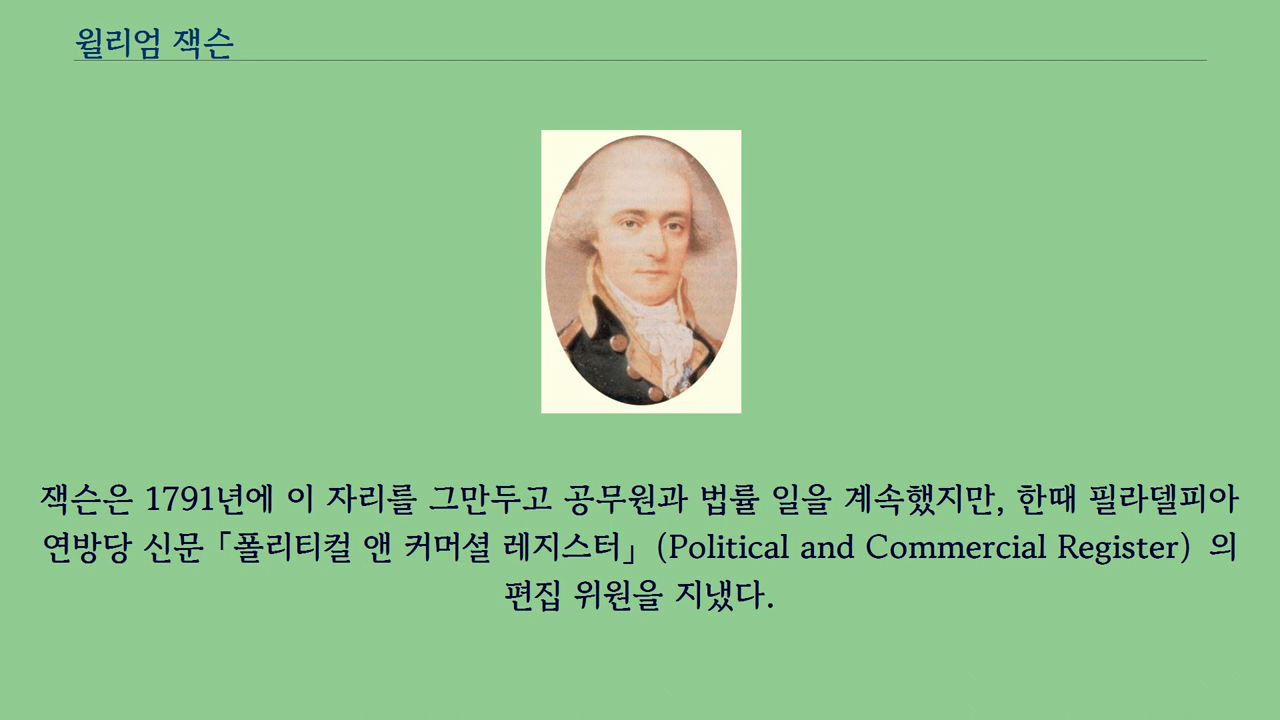 윌리엄 잭슨
잭슨은 1791년에 이 자리를 그만두고 공무원과 법률 일을 계속했지만, 한때 필라델피아
연방당 신문「폴리티컬 앤 커머셜 레지스터」(Political and Commercial Register) 의
편집 위원을 지냈다.